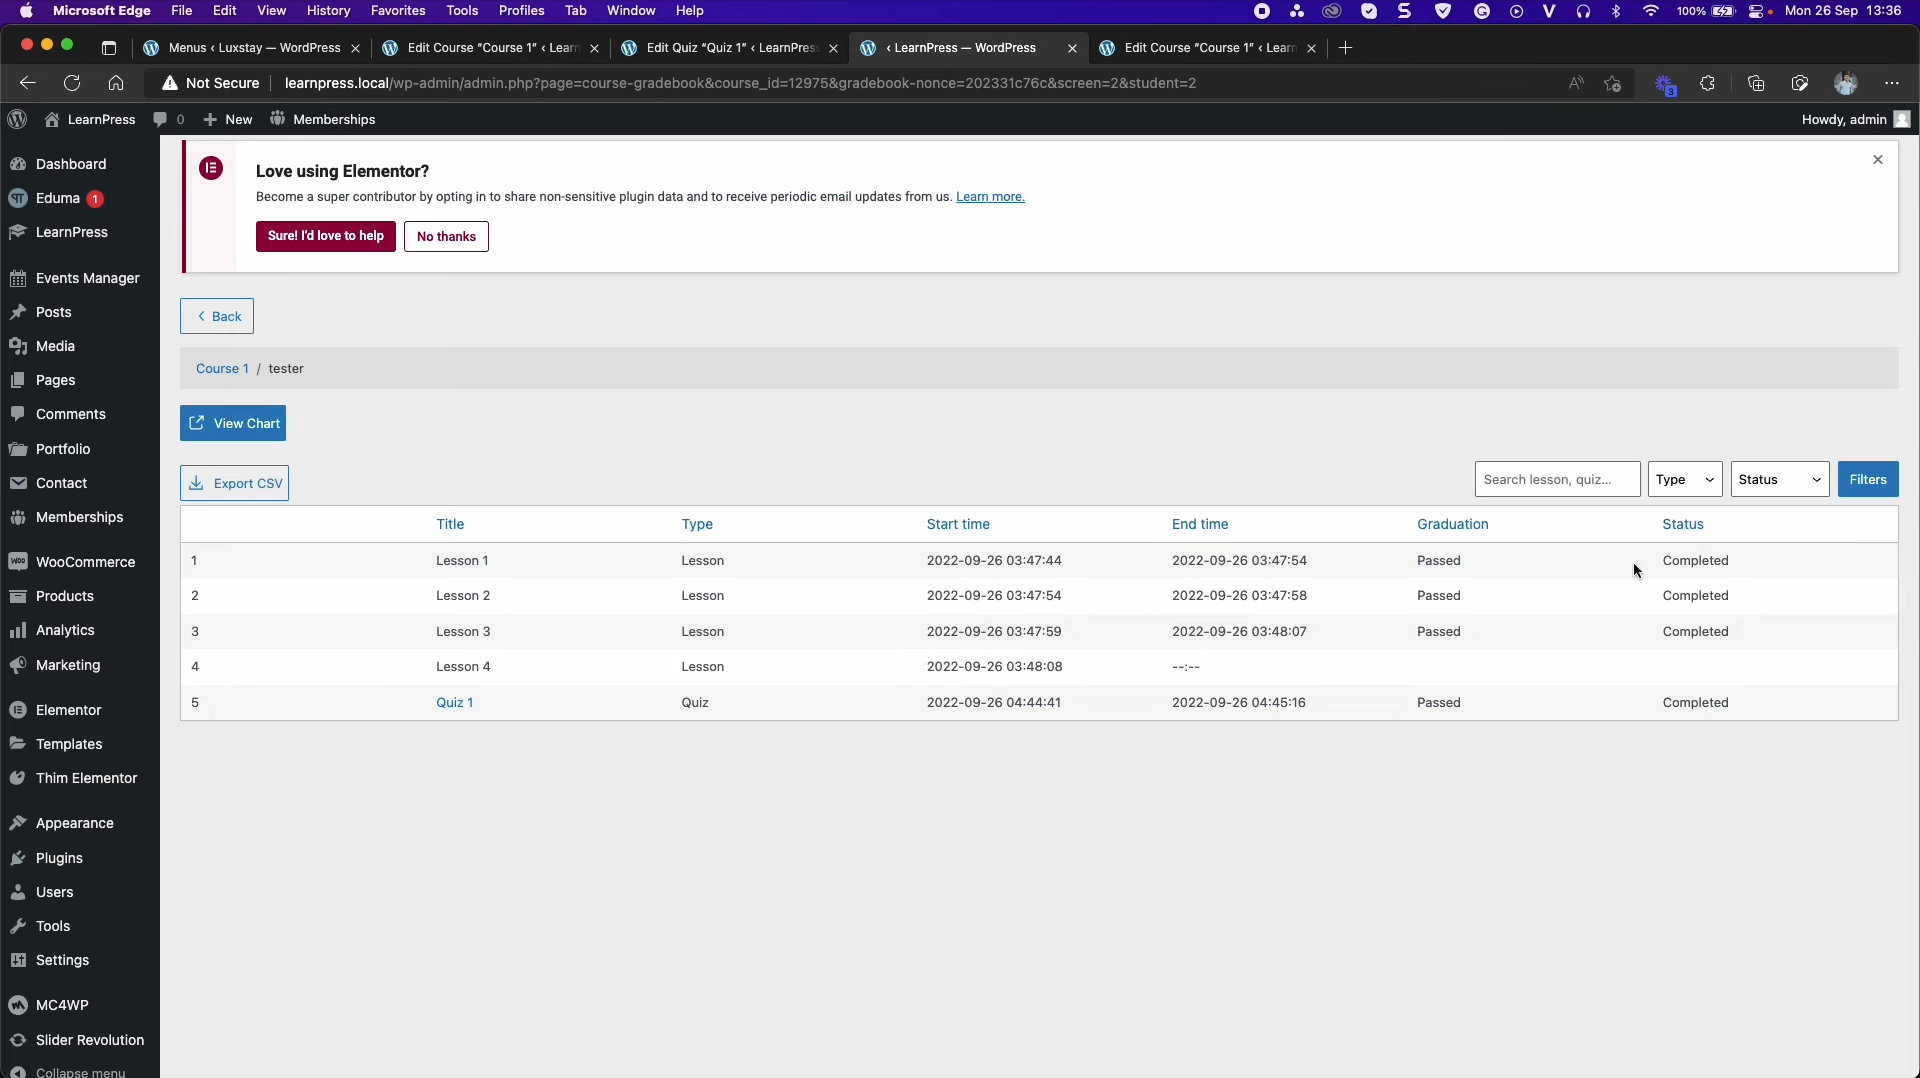 Microsoft Edge File Edit View History Favorites Tools Profiles Tab Window Help 100% Mon 26 Sep 13:36
Menus ‹ Luxstay — WordPress Edit Course “Course 1” ‹ Learn Edit Quiz “Quiz 1” ‹ LearnPress ‹ LearnPress — WordPress Edit Course “Course 1” ‹ Learn
Not Secure learnpress.local/wp-admin/admin.php?page=course-gradebook&course_id=12975&gradebook-nonce=202331c76c&screen=2&student=2
LearnPress 0 New Memberships Howdy, admin
Dashboard
Eduma 1
LearnPress
Events Manager
Posts
Media
Pages
Comments
Portfolio
Contact
Memberships
WooCommerce
Products
Analytics
Marketing
Elementor
Templates
Thim Elementor
Appearance
Plugins
Users
Tools
Settings
MC4WP
Slider Revolution
Collapse menu
Love using Elementor?
Become a super contributor by opting in to share non-sensitive plugin data and to receive periodic email updates from us. Learn more.
Sure! I'd love to help No thanks
Back
Course 1 / tester
View Chart
Export CSV Search lesson, quiz... Type Status Filters
Title Type Start time End time Graduation Status
1 Lesson 1 Lesson 2022-09-26 03:47:44 2022-09-26 03:47:54 Passed Completed
2 Lesson 2 Lesson 2022-09-26 03:47:54 2022-09-26 03:47:58 Passed Completed
3 Lesson 3 Lesson 2022-09-26 03:47:59 2022-09-26 03:48:07 Passed Completed
4 Lesson 4 Lesson 2022-09-26 03:48:08 --:--
5 Quiz 1 Quiz 2022-09-26 04:44:41 2022-09-26 04:45:16 Passed Completed